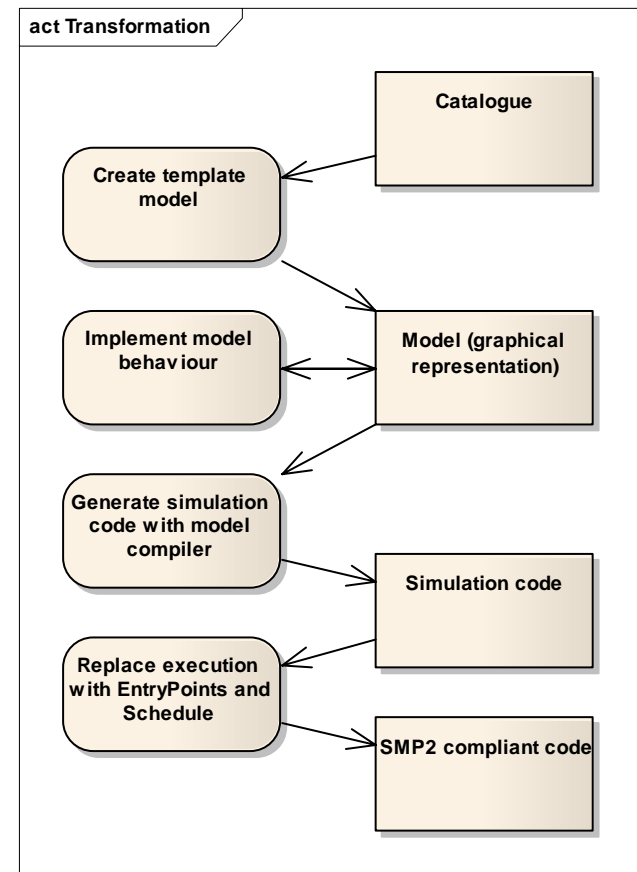 act Transformation
Catalogue
Create template
model
Implement model
behaviour
Model (graphical
representation)
Generate simulation
code with model
compiler
Simulation code
Replace execution
with EntryPoints and
Schedule
SMP2 compliant code